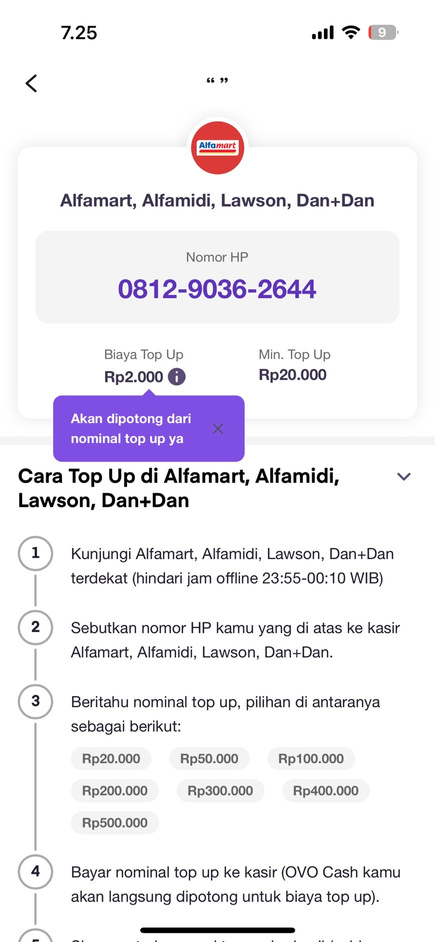 7.25
9
“ ”
Alfamart
Alfamart, Alfamidi, Lawson, Dan+Dan
Nomor HP
0812-9036-2644
Biaya Top Up
Min. Top Up
Rp2.000 i
Rp20.000
Akan dipotong dari
nominal top up ya
Cara Top Up di Alfamart, Alfamidi,
Lawson, Dan+Dan
1
Kunjungi Alfamart, Alfamidi, Lawson, Dan+Dan
terdekat (hindari jam offline 23:55-00:10 WIB)
2
Sebutkan nomor HP kamu yang di atas ke kasir
Alfamart, Alfamidi, Lawson, Dan+Dan.
3
Beritahu nominal top up, pilihan di antaranya
sebagai berikut:
Rp20.000 Rp50.000 Rp100.000
Rp200.000 Rp300.000 Rp400.000
Rp500.000
4
Bayar nominal top up ke kasir (OVO Cash kamu
akan langsung dipotong untuk biaya top up).